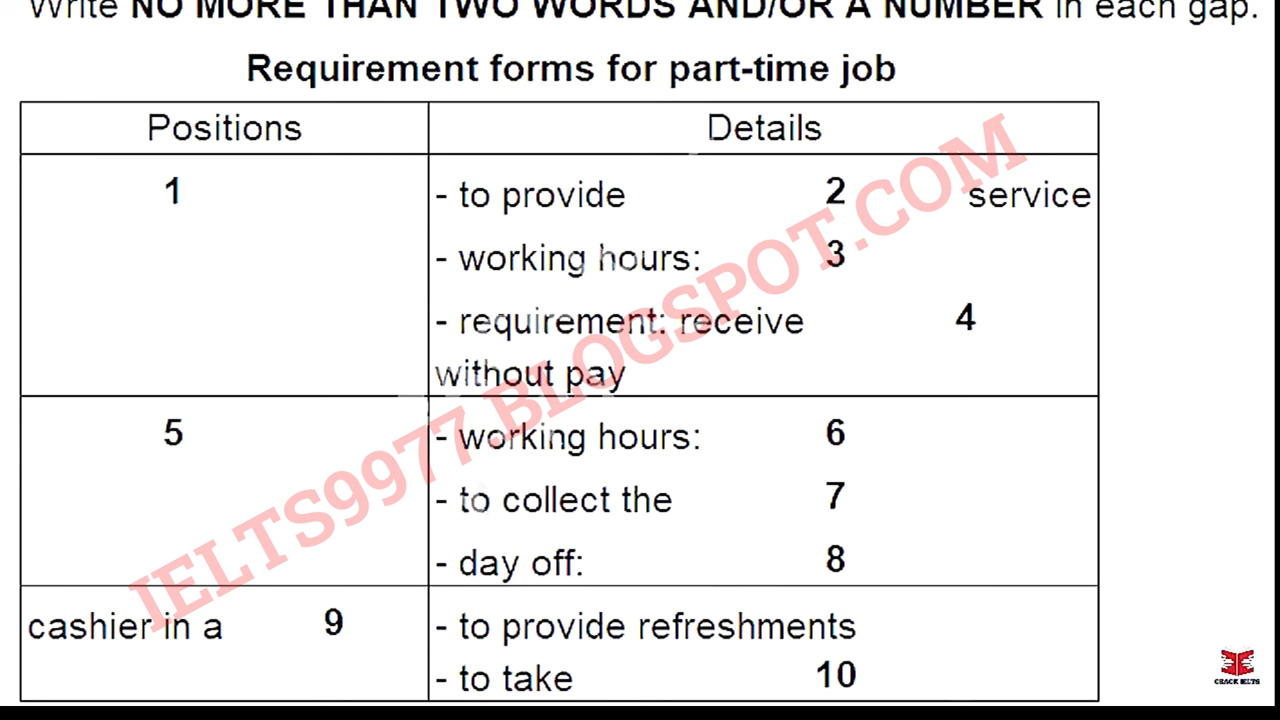 Write NO MORE THAN TWO WORDS AND/OR A NUMBER in each gap.
Requirement forms for part-time job
Positions Details
1 - to provide 2 service
- working hours: 3
- requirement: receive 4
without pay
5 - working hours: 6
- to collect the 7
- day off: 8
cashier in a 9 - to provide refreshments
- to take 10
IELTS9977.BLOGSPOT.COM
CRACK IELTS